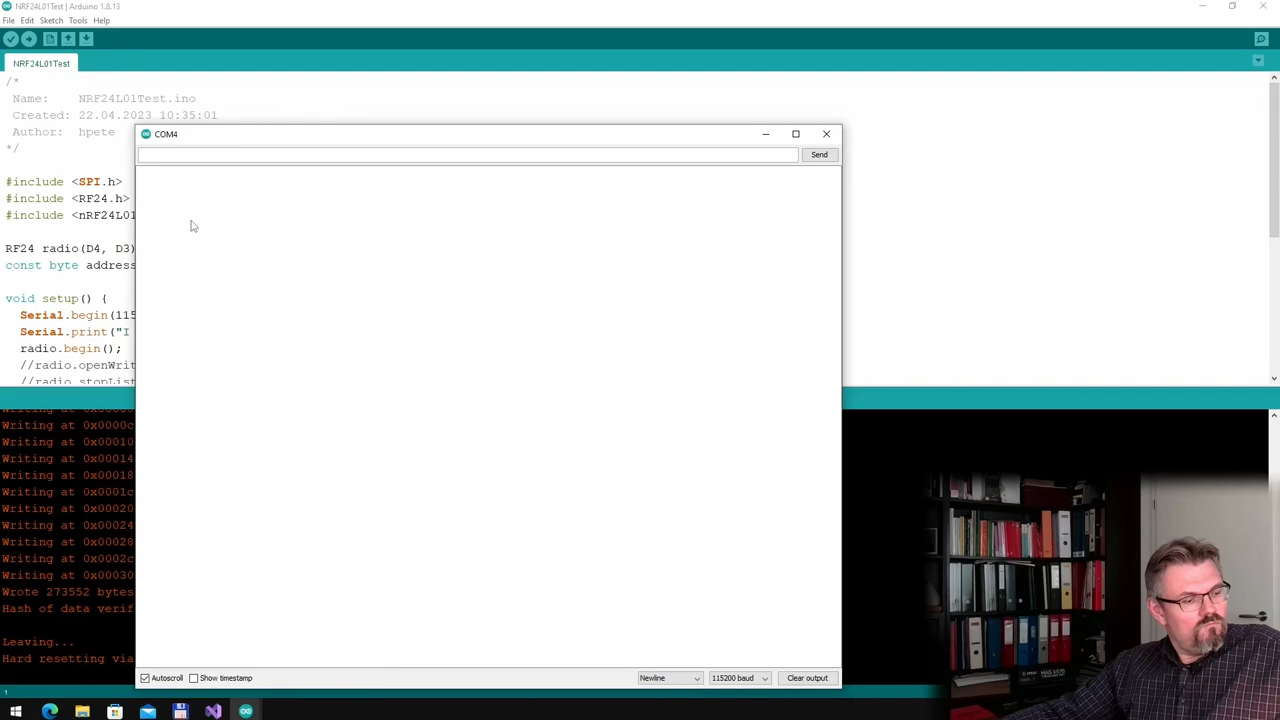 NRF24L01Test | Arduino 1.8.13
File Edit Sketch Tools Help
NRF24L01Test
/*
Name: NRF24L01Test.ino
Created: 22.04.2023 10:35:01
Author: hpete
*/
#include <SPI.h>
#include <RF24.h>
#include <nRF24L01
RF24 radio(D4, D3)
const byte address
void setup() {
Serial.begin(115
Serial.print("I
radio.begin();
//radio.openWrit
//radio.stopList
COM4
Send
Autoscroll Show timestamp
Newline
115200 baud
Clear output
Writing at 0x0000c
Writing at 0x00010
Writing at 0x00014
Writing at 0x00018
Writing at 0x0001c
Writing at 0x00020
Writing at 0x00024
Writing at 0x00028
Writing at 0x0002c
Writing at 0x00030
Wrote 273552 bytes
Hash of data verif
Leaving...
Hard resetting via
1